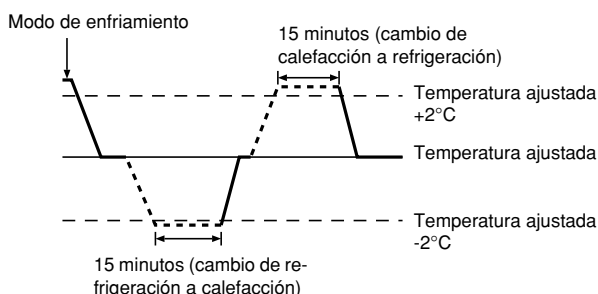 Modo de enfriamiento
15 minutos (cambio de
calefacción a refrigeración)
Temperatura ajustada
+2°C
Temperatura ajustada
Temperatura ajustada
-2°C
15 minutos (cambio de re-
frigeración a calefacción)